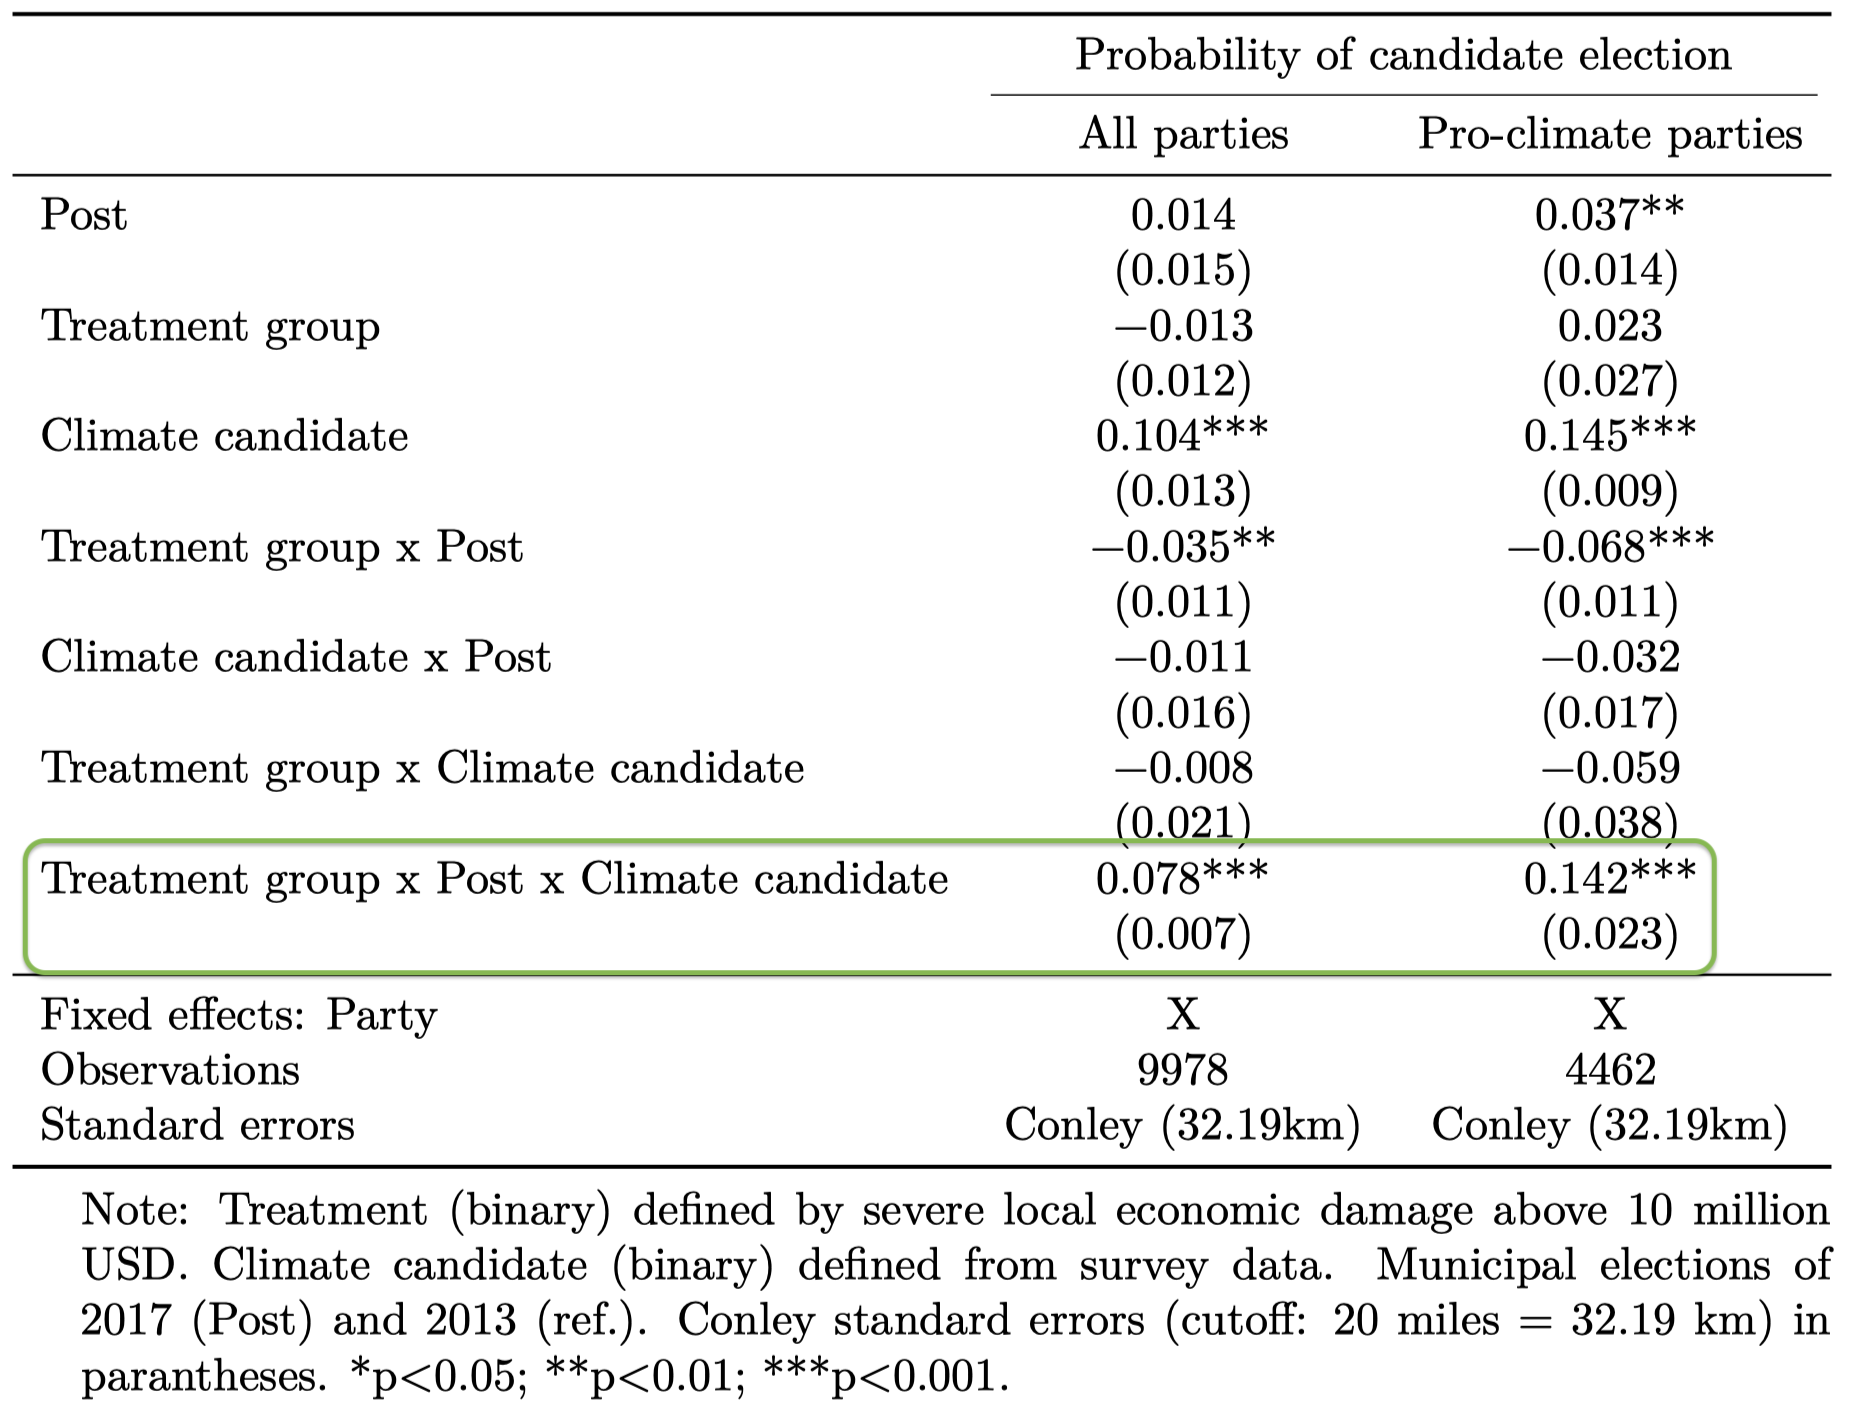 Probability of candidate election
All parties Pro-climate parties
Post 0.014 0.037**
(0.015) (0.014)
Treatment group −0.013 0.023
(0.012) (0.027)
Climate candidate 0.104*** 0.145***
(0.013) (0.009)
Treatment group x Post −0.035** −0.068***
(0.011) (0.011)
Climate candidate x Post −0.011 −0.032
(0.016) (0.017)
Treatment group x Climate candidate −0.008 −0.059
(0.021) (0.038)
Treatment group x Post x Climate candidate 0.078*** 0.142***
(0.007) (0.023)
Fixed effects: Party X X
Observations 9978 4462
Standard errors Conley (32.19km) Conley (32.19km)
Note: Treatment (binary) defined by severe local economic damage above 10 million
USD. Climate candidate (binary) defined from survey data. Municipal elections of
2017 (Post) and 2013 (ref.). Conley standard errors (cutoff: 20 miles = 32.19 km) in
parantheses. *p<0.05; **p<0.01; ***p<0.001.